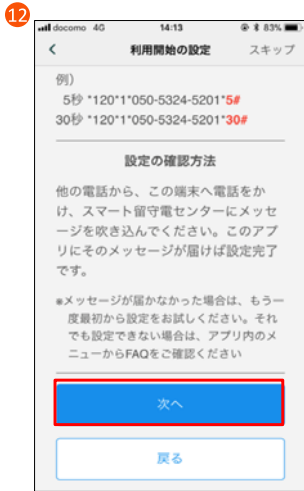 12
docomo 4G 14:13 83%
利用開始の設定 スキップ
例)
5秒 *120*1*050-5324-5201*5#
30秒 *120*1*050-5324-5201*30#
設定の確認方法
他の電話から、この端末へ電話をか
け、スマート留守電センターにメッセ
ージを吹き込んでください。このアプ
リにそのメッセージが届けば設定完了
です。
※メッセージが届かなかった場合は、もう一
度最初から設定をお試しください。それ
でも設定できない場合は、アプリ内のメ
ニューからFAQをご確認ください
次へ
戻る